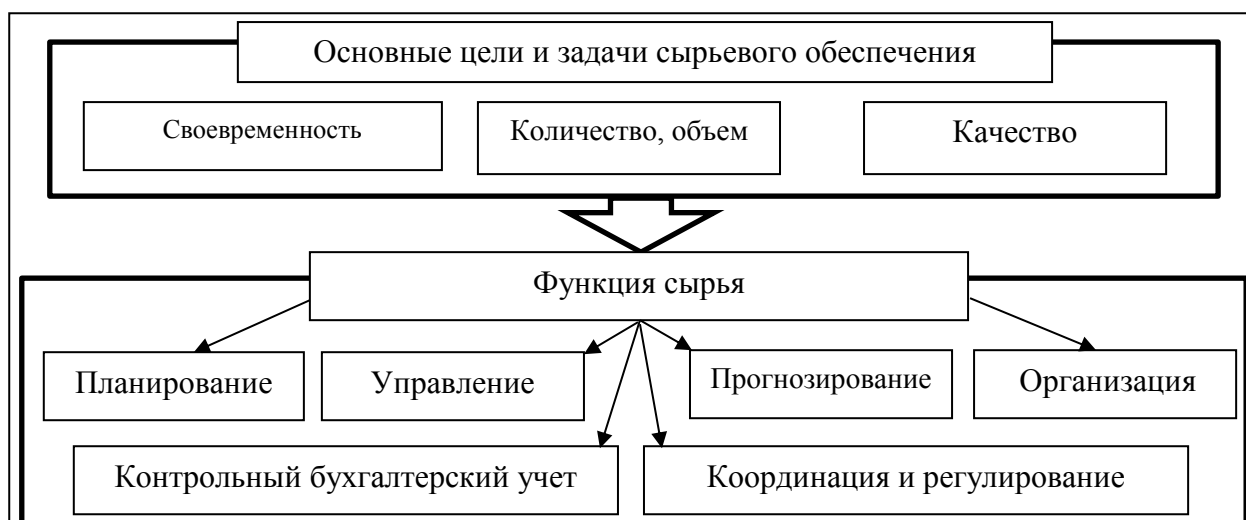 Основные цели и задачи сырьевого обеспечения
Своевременность
Количество, объем
Качество
Функция сырья
Планирование
Управление
Прогнозирование
Организация
Контрольный бухгалтерский учет
Координация и регулирование